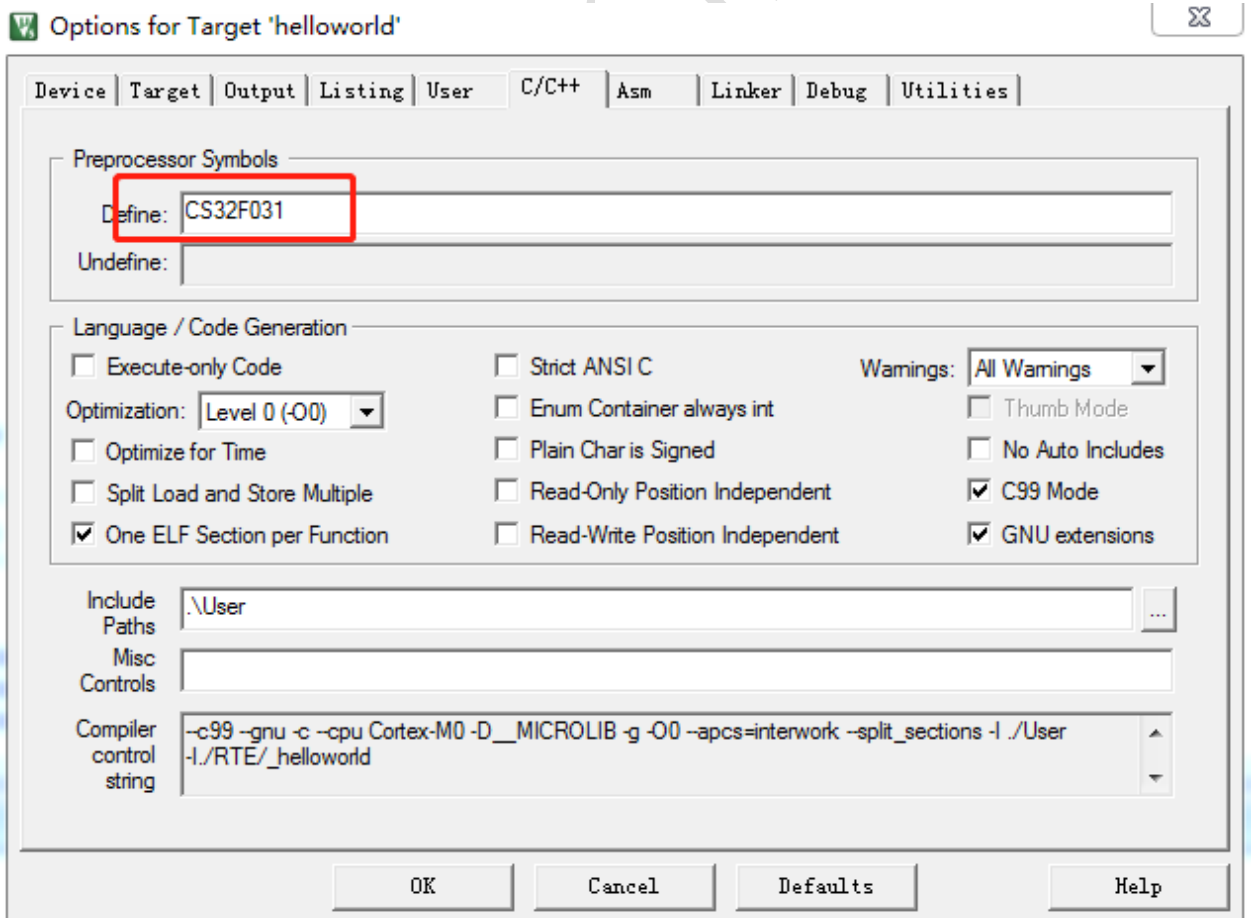 Options for Target 'helloworld'
Device Target Output Listing User C/C++ Asm Linker Debug Utilities
Preprocessor Symbols
Define: CS32F031
Undefine:
Language / Code Generation
Execute-only Code Strict ANSI C Warnings: All Warnings
Optimization: Level 0 (-O0) Enum Container always int Thumb Mode
Optimize for Time Plain Char is Signed No Auto Includes
Split Load and Store Multiple Read-Only Position Independent C99 Mode
One ELF Section per Function Read-Write Position Independent GNU extensions
Include Paths .\User ...
Misc Controls
Compiler control string --c99 --gnu -c --cpu Cortex-M0 -D__MICROLIB -g -O0 --apcs=interwork --split_sections -I ./User
-I./RTE/_helloworld
OK Cancel Defaults Help